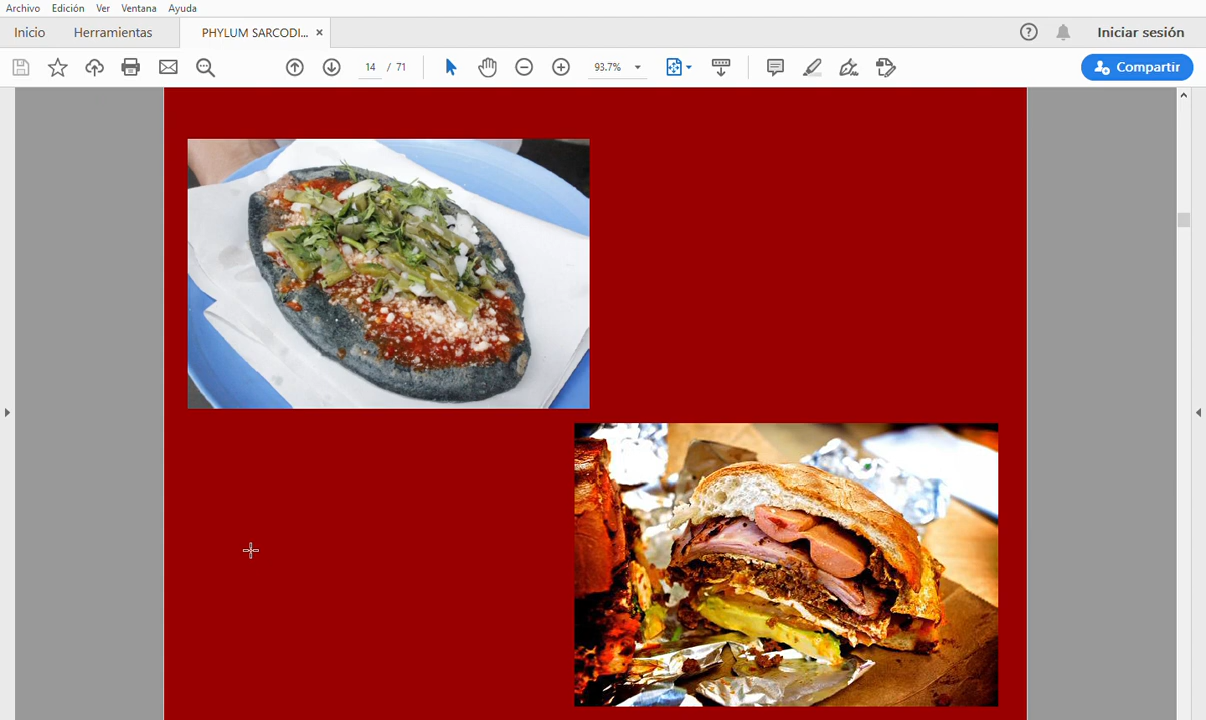 Archivo Edición Ver Ventana Ayuda
Inicio Herramientas PHYLUM SARCODI... × ? Iniciar sesión
14 / 71 93.7% Compartir